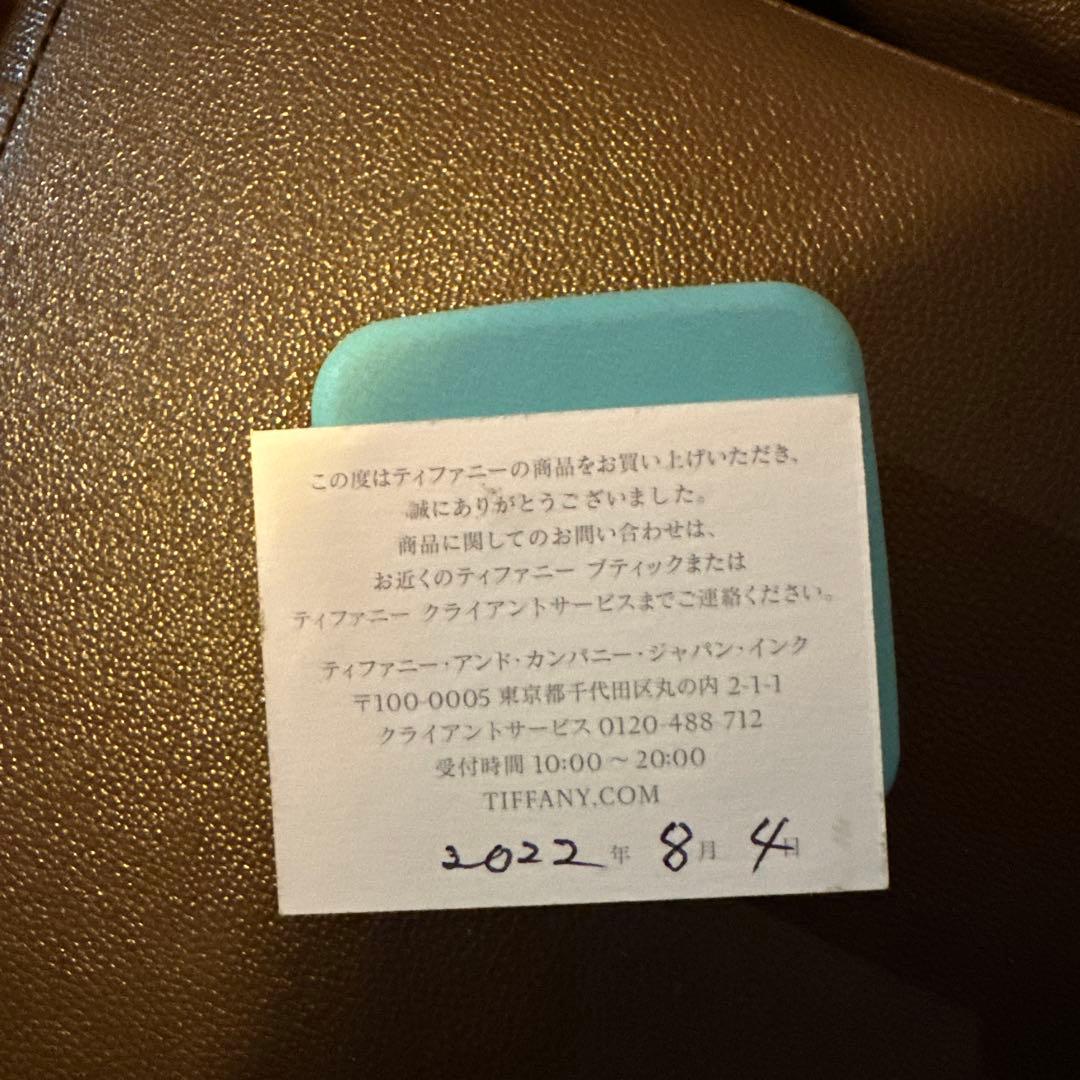 この度はティファニーの商品をお買い上げいただき、
誠にありがとうございました。
商品に関してのお問い合わせは、
お近くのティファニー ブティックまたは
ティファニー クライアントサービスまでご連絡ください。
ティファニー・アンド・カンパニー・ジャパン・インク
〒100-0005 東京都千代田区丸の内 2-1-1
クライアントサービス 0120-488-712
受付時間 10:00 ～ 20:00
TIFFANY.COM
2022 年 8 月 4 日